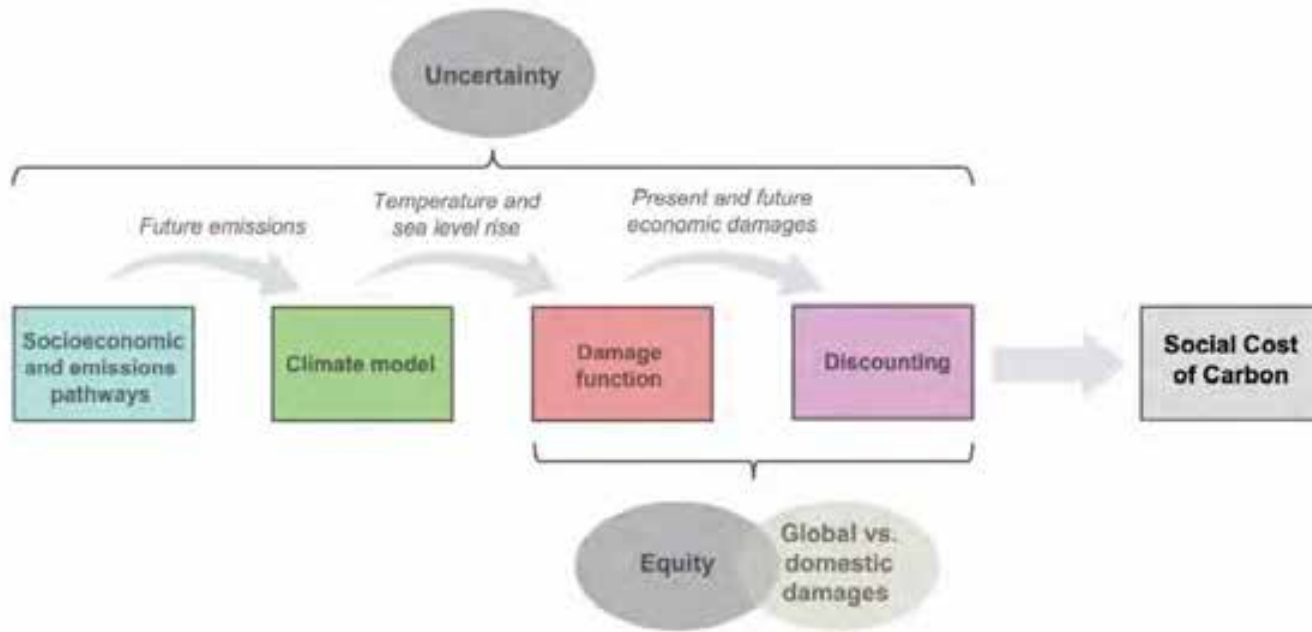 Uncertainty
Future emissions
Temperature and
sea level rise
Present and future
economic damages
Socioeconomic
and emissions
pathways
Climate model
Damage
function
Discounting
Social Cost
of Carbon
Equity
Global vs.
domestic
damages